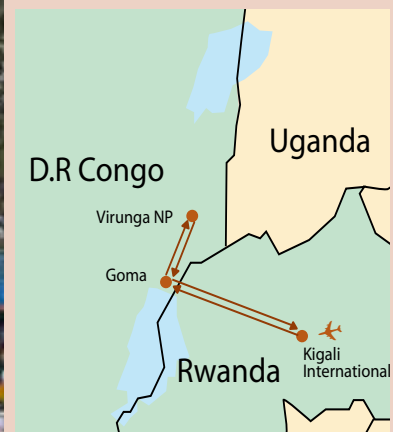 Uganda
D.R Congo
Virunga NP
Goma
Kigali
International
Rwanda